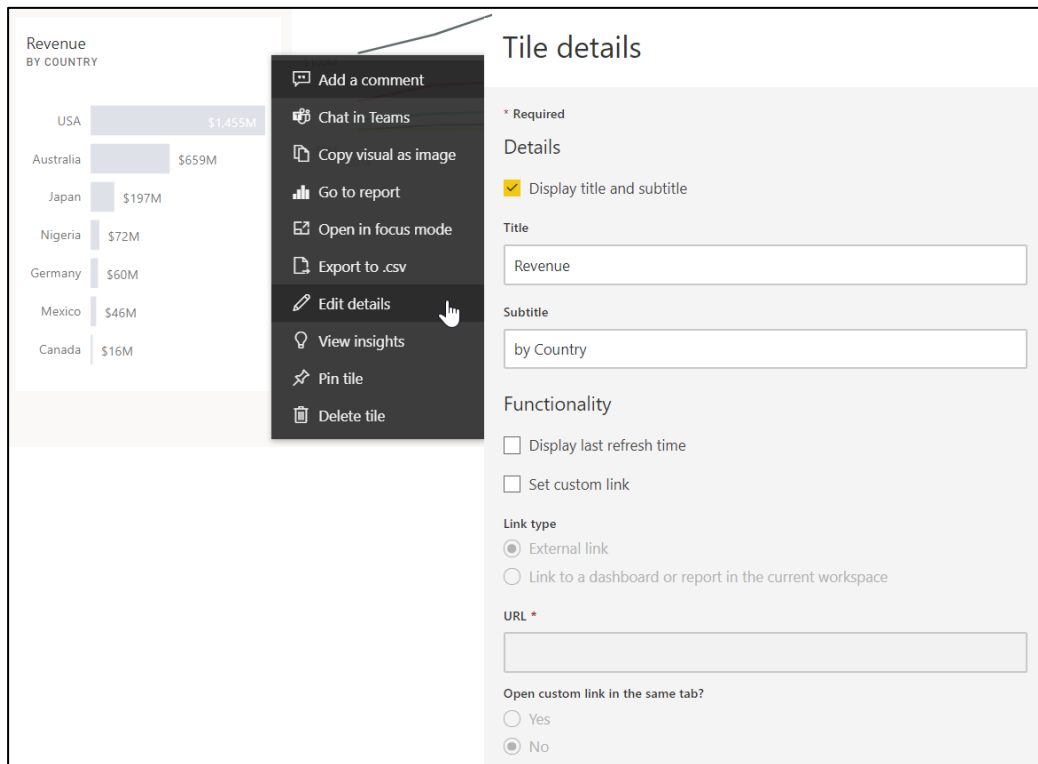 Revenue
BY COUNTRY
USA $1,455M
Australia $659M
Japan $197M
Nigeria $72M
Germany $60M
Mexico $46M
Canada $16M
Add a comment
Chat in Teams
Copy visual as image
Go to report
Open in focus mode
Export to .csv
Edit details
View insights
Pin tile
Delete tile
Tile details
* Required
Details
Display title and subtitle
Title
Revenue
Subtitle
by Country
Functionality
Display last refresh time
Set custom link
Link type
External link
Link to a dashboard or report in the current workspace
URL *
Open custom link in the same tab?
Yes
No